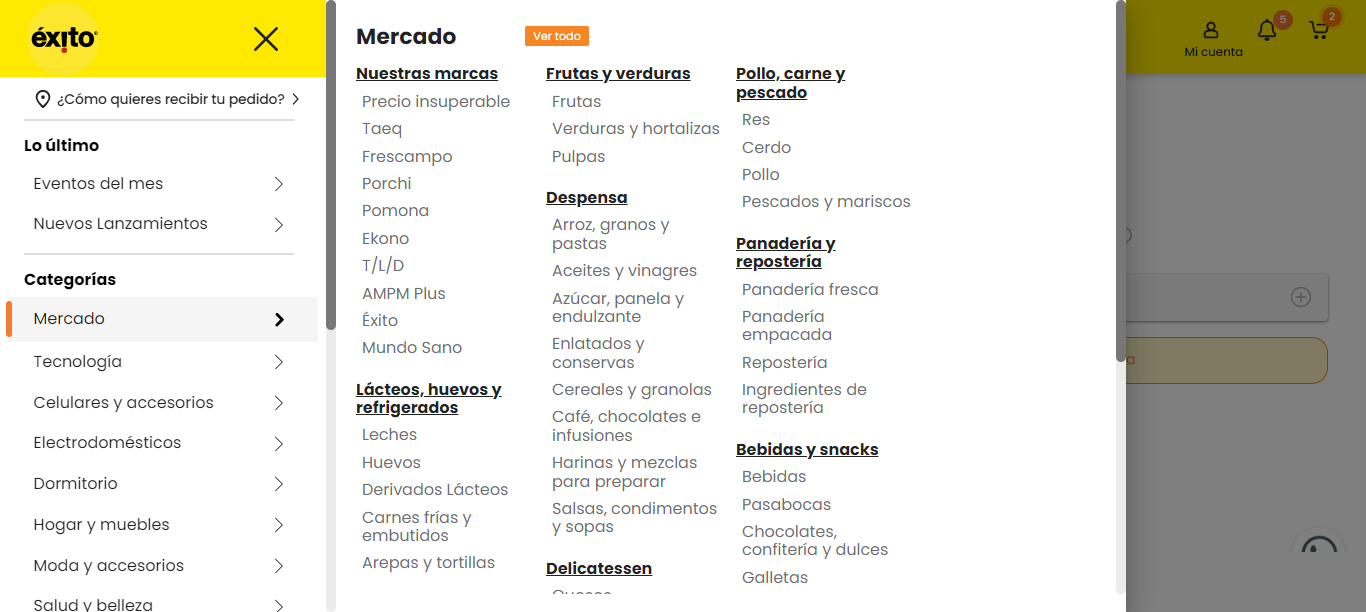 éxito
¿Cómo quieres recibir tu pedido?
Lo último
Eventos del mes
Nuevos Lanzamientos
Categorías
Mercado
Tecnología
Celulares y accesorios
Electrodomésticos
Dormitorio
Hogar y muebles
Moda y accesorios
Salud y belleza
Mercado
Ver todo
Nuestras marcas
Precio insuperable
Taeq
Frescampo
Porchi
Pomona
Ekono
T/L/D
AMPM Plus
Éxito
Mundo Sano
Lácteos, huevos y
refrigerados
Leches
Huevos
Derivados Lácteos
Carnes frías y
embutidos
Arepas y tortillas
Frutas y verduras
Frutas
Verduras y hortalizas
Pulpas
Despensa
Arroz, granos y
pastas
Aceites y vinagres
Azúcar, panela y
endulzante
Enlatados y
conservas
Cereales y granolas
Café, chocolates e
infusiones
Harinas y mezclas
para preparar
Salsas, condimentos
y sopas
Delicatessen
Quesos
Pollo, carne y
pescado
Res
Cerdo
Pollo
Pescados y mariscos
Panadería y
repostería
Panadería fresca
Panadería
empacada
Repostería
Ingredientes de
repostería
Bebidas y snacks
Bebidas
Pasabocas
Chocolates,
confitería y dulces
Galletas
Mi cuenta
5
2
a